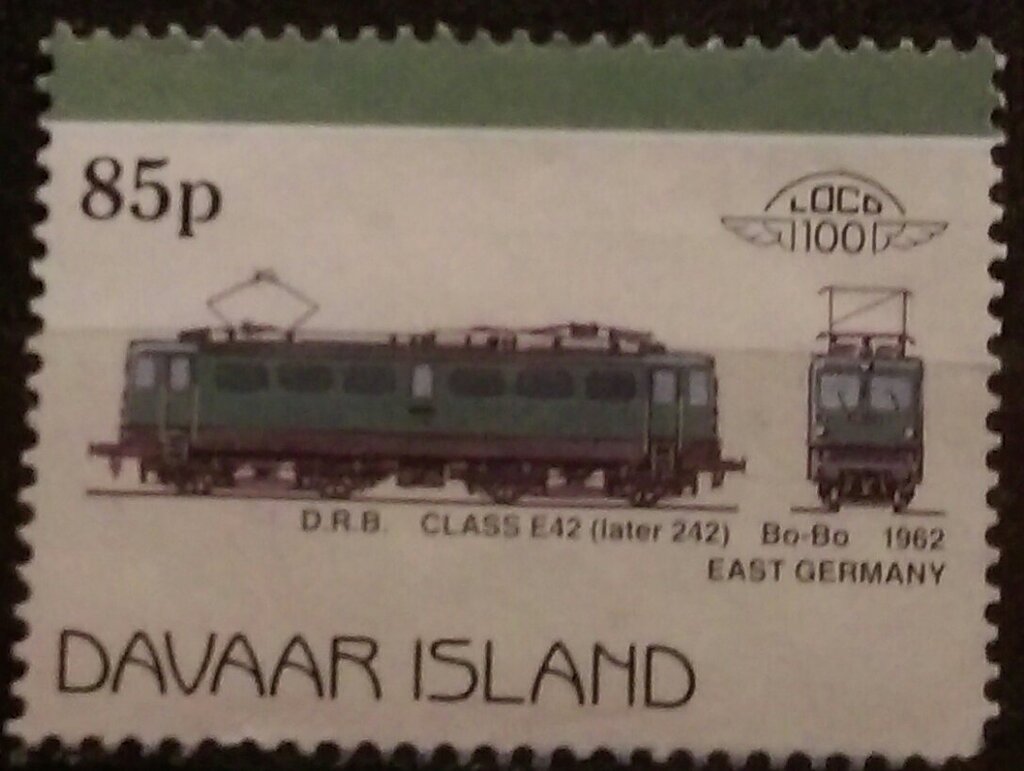 85p
LOCO
100
D.R.B. CLASS E42 (later 242) Bo-Bo 1962
EAST GERMANY
DAVAAR ISLAND